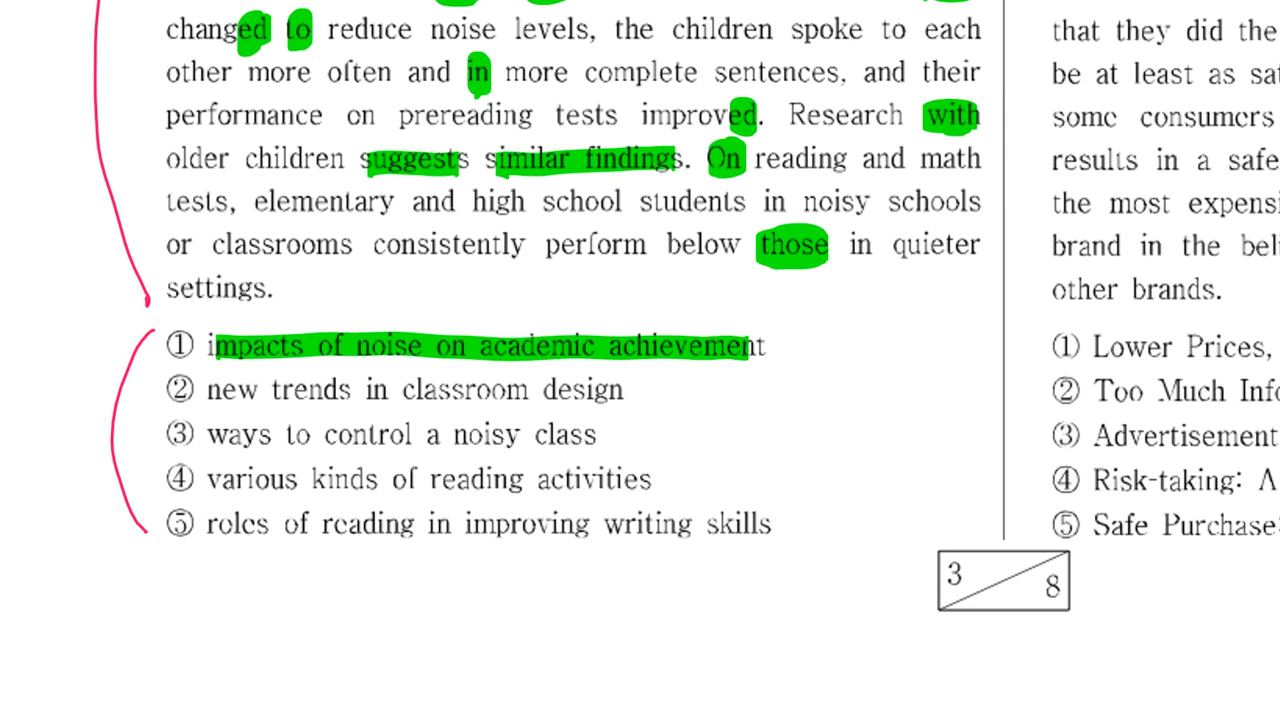 changed to reduce noise levels, the children spoke to each
other more often and in more complete sentences, and their
performance on prereading tests improved. Research with
older children suggests similar findings. On reading and math
tests, elementary and high school students in noisy schools
or classrooms consistently perform below those in quieter
settings.
① impacts of noise on academic achievement
② new trends in classroom design
③ ways to control a noisy class
④ various kinds of reading activities
⑤ roles of reading in improving writing skills
that they did the
be at least as
some consumers
results in a safe
the most
brand in the
other brands.
① Lower Prices,
② Too Much
③ Advertisement
④ Risk-taking: A
⑤ Safe Purchase:
3
8